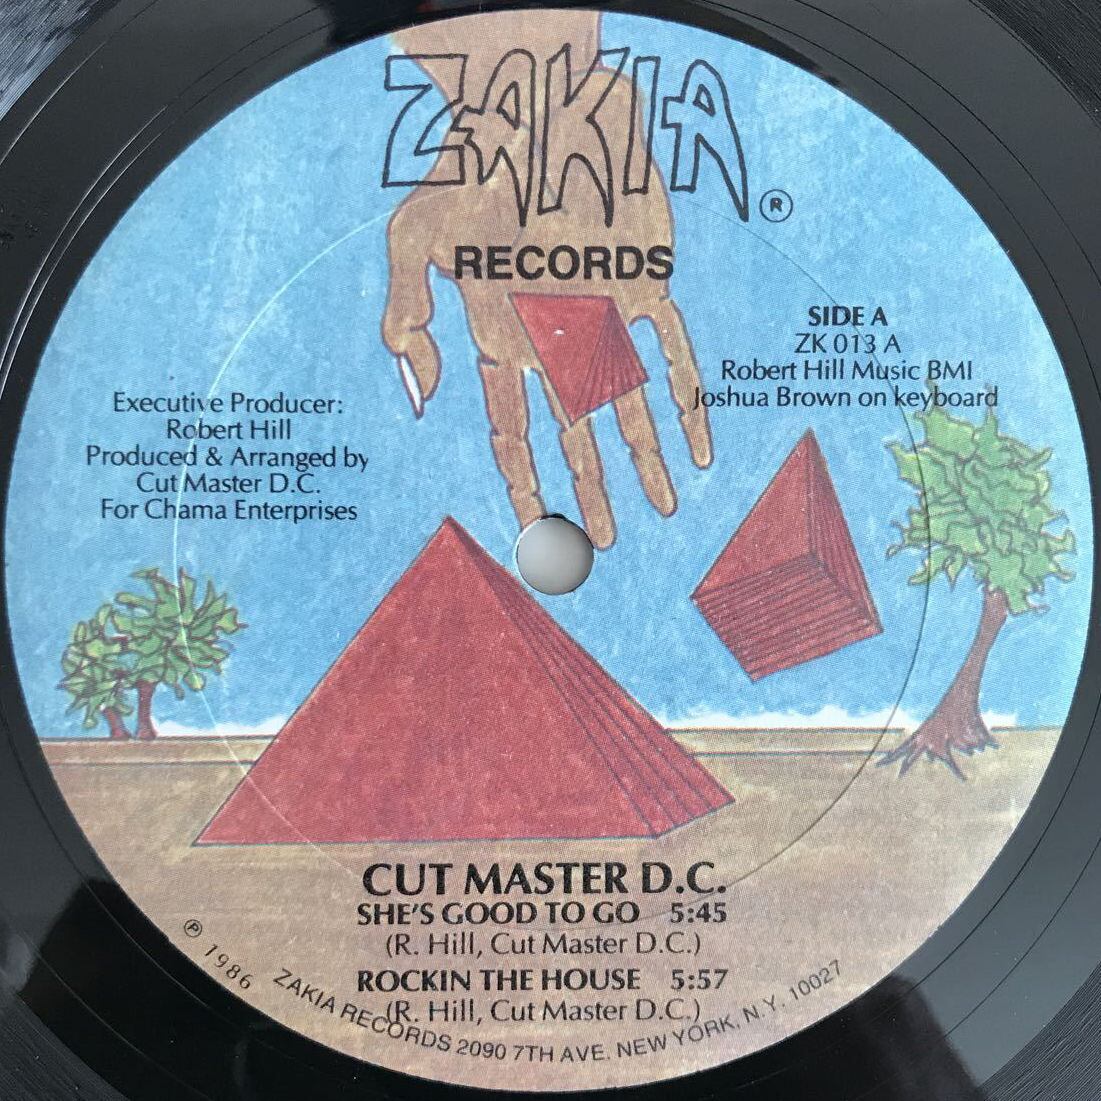 ZAKIA ®
RECORDS
SIDE A
ZK 013 A
Robert Hill Music BMI
Joshua Brown on keyboard
Executive Producer:
Robert Hill
Produced & Arranged by
Cut Master D.C.
For Chama Enterprises
CUT MASTER D.C.
SHE'S GOOD TO GO 5:45
(R. Hill, Cut Master D.C.)
ROCKIN THE HOUSE 5:57
(R. Hill, Cut Master D.C.)
℗ 1986 ZAKIA RECORDS 2090 7TH AVE. NEW YORK, N.Y. 10027